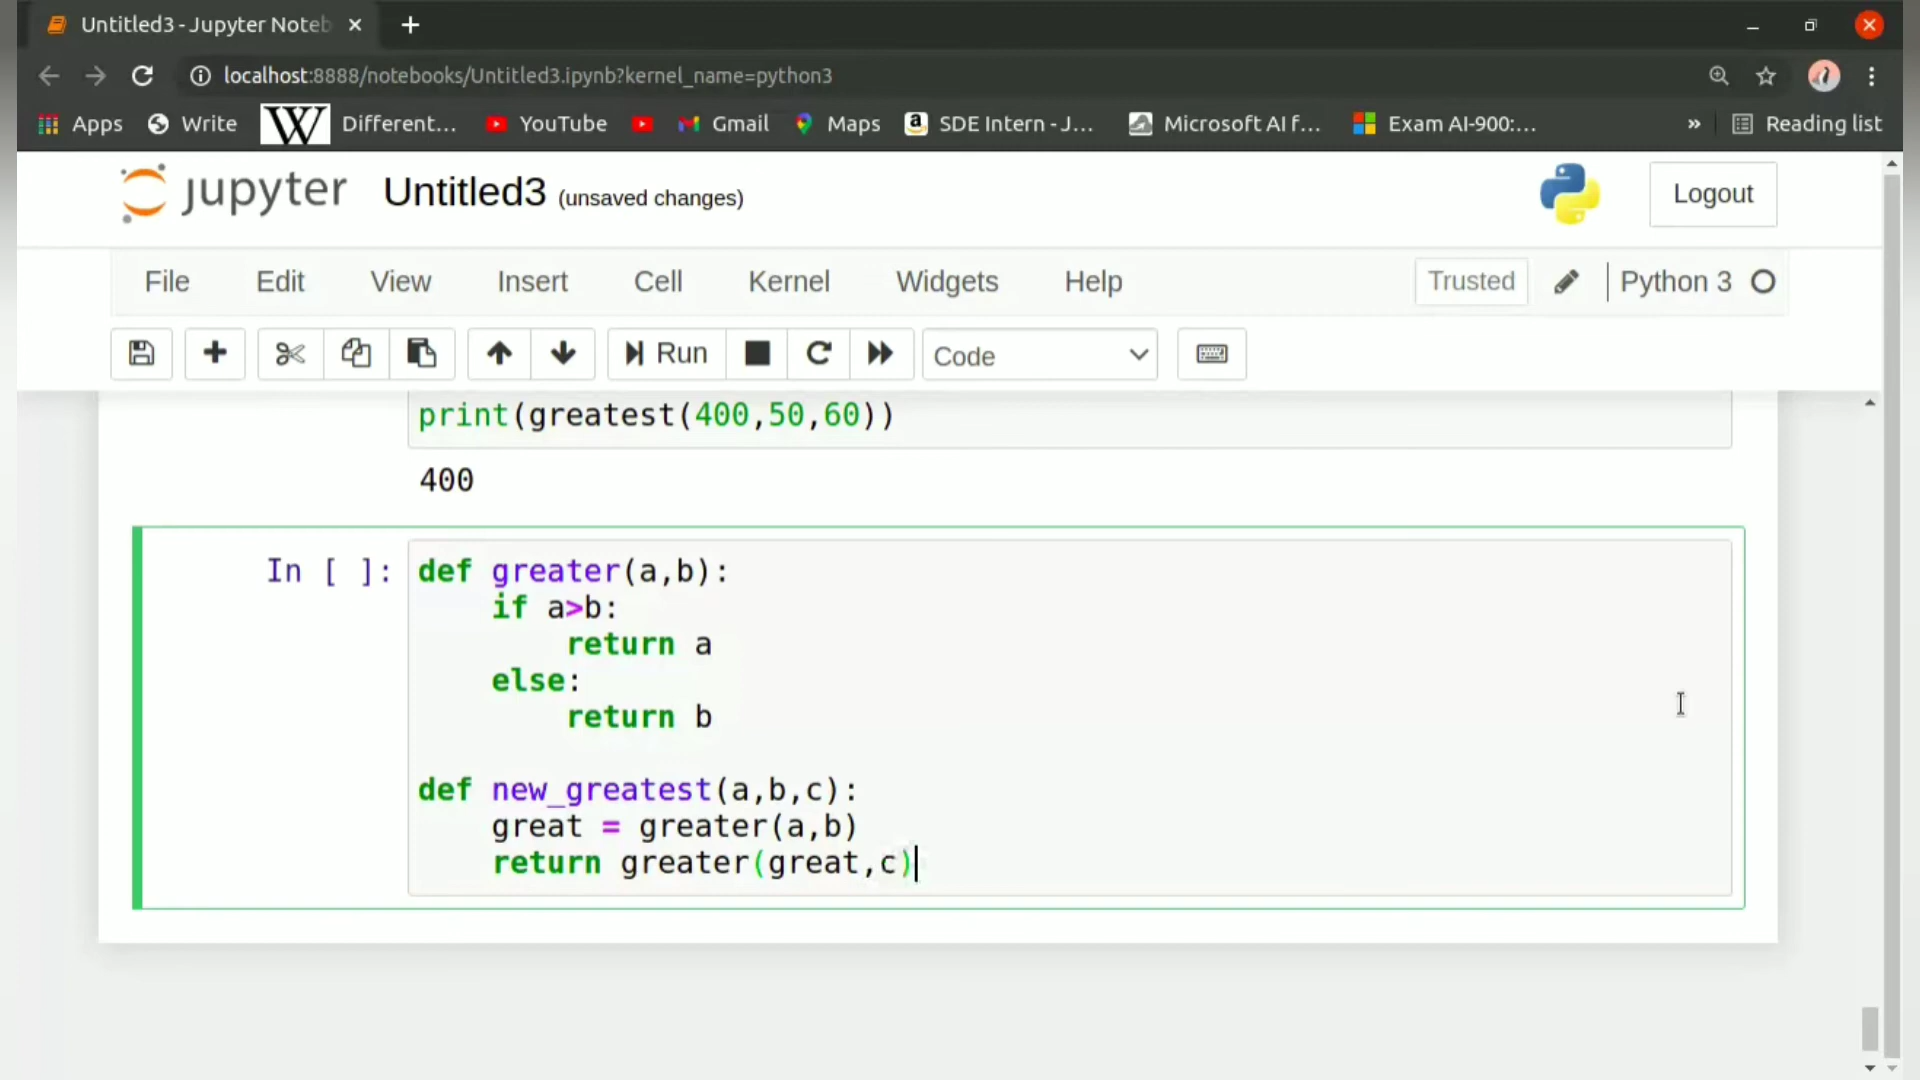 Untitled3 - Jupyter Noteb
localhost:8888/notebooks/Untitled3.ipynb?kernel_name=python3
Apps Write W Different... YouTube Gmail Maps SDE Intern - J... Microsoft AI f... Exam AI-900:... » Reading list
jupyter Untitled3 (unsaved changes) Logout
File Edit View Insert Cell Kernel Widgets Help Trusted Python 3
Run Code
print(greatest(400,50,60))
400
In [ ]: def greater(a,b):
    if a>b:
        return a
    else:
        return b
def new_greatest(a,b,c):
    great = greater(a,b)
    return greater(great,c)